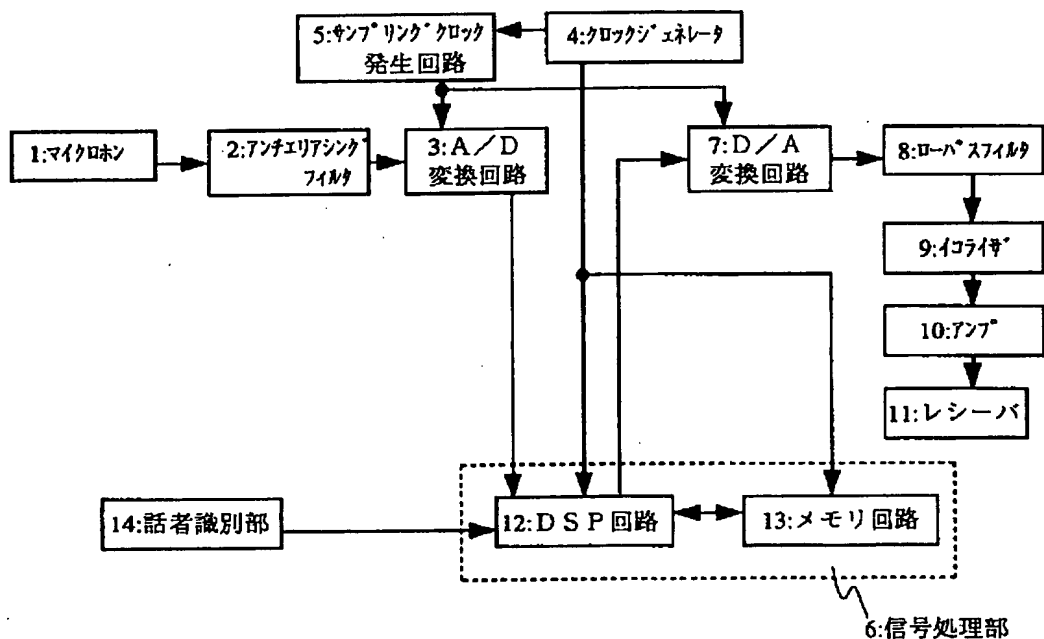 5:ｻﾝﾌﾟﾘﾝｸﾞｸﾛｯｸ
発生回路
4:ｸﾛｯｸｼﾞｪﾈﾚｰﾀ
1:ﾏｲｸﾛﾎﾝ
2:ｱﾝﾁｴﾘｱｼﾝｸﾞ
ﾌｨﾙﾀ
3:Ａ／Ｄ
変換回路
7:Ｄ／Ａ
変換回路
8:ﾛｰﾊﾟｽﾌｨﾙﾀ
9:ｲｺﾗｲｻﾞ
10:ｱﾝﾌﾟ
11:レシーバ
14:話者識別部
12:ＤＳＰ回路
13:メモリ回路
6:信号処理部